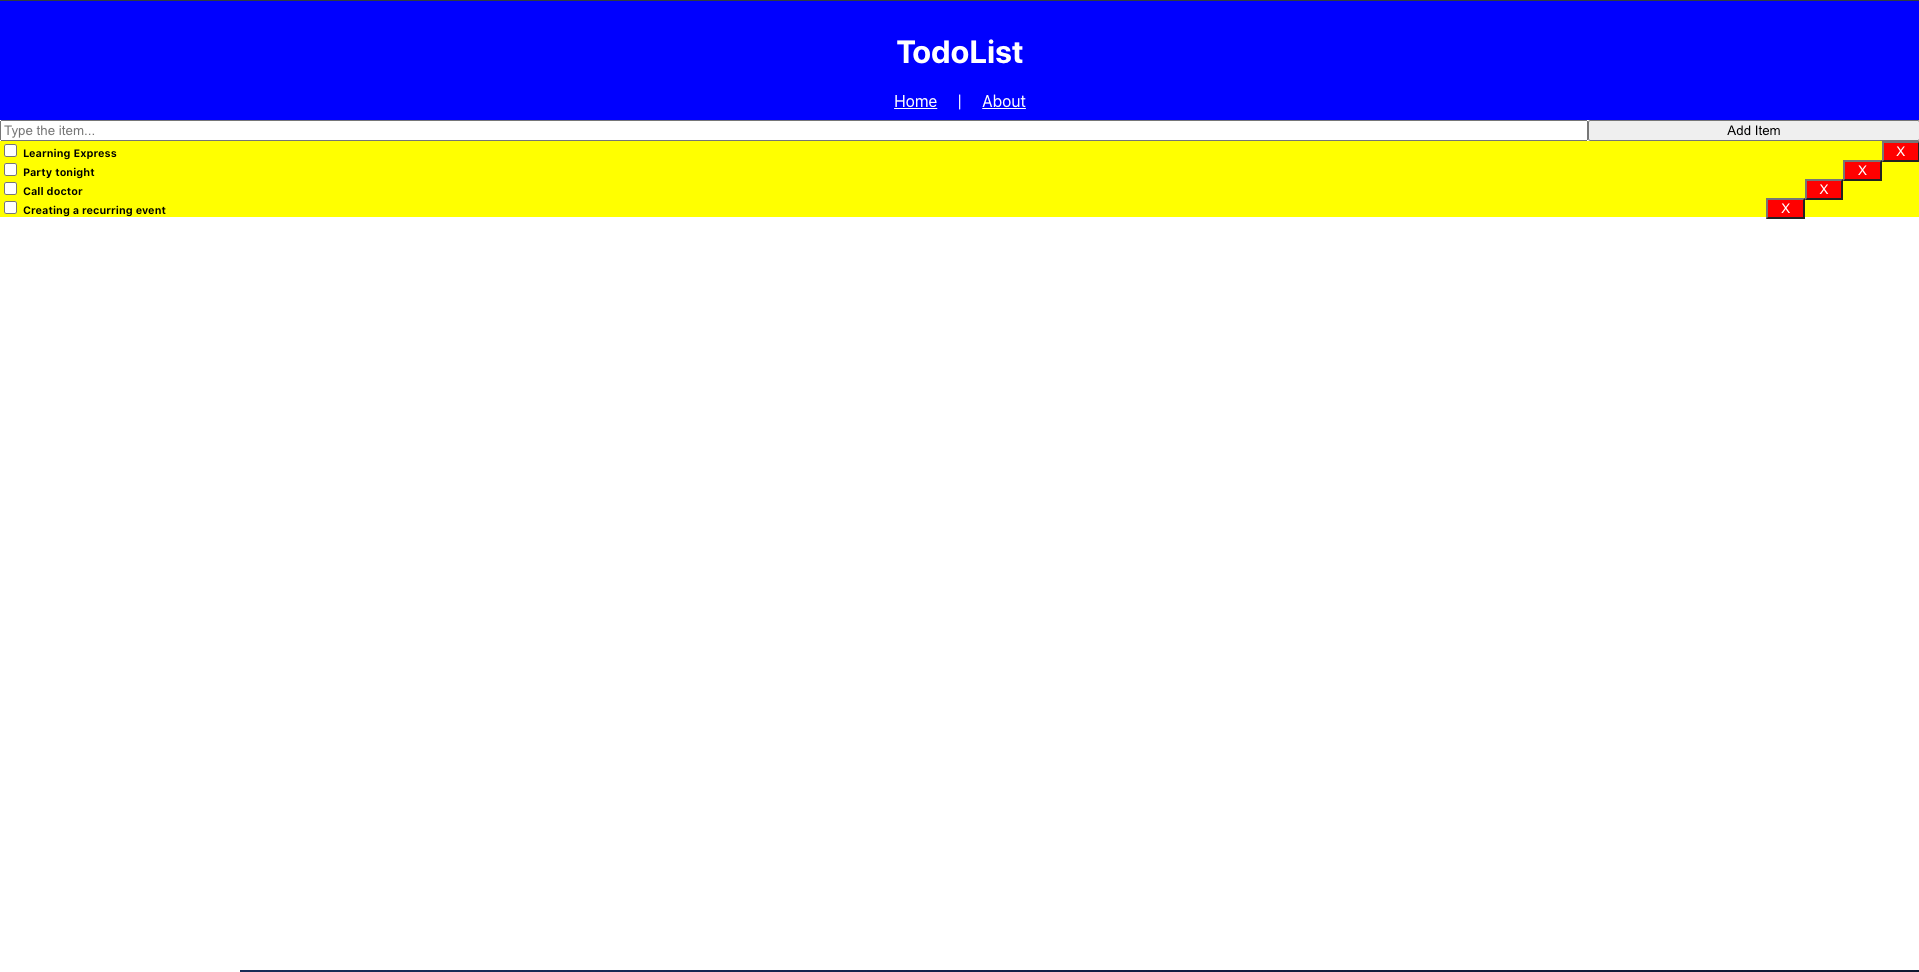 TodoList
Home | About
Type the item... Add Item
Learning Express X
Party tonight X
Call doctor X
Creating a recurring event X